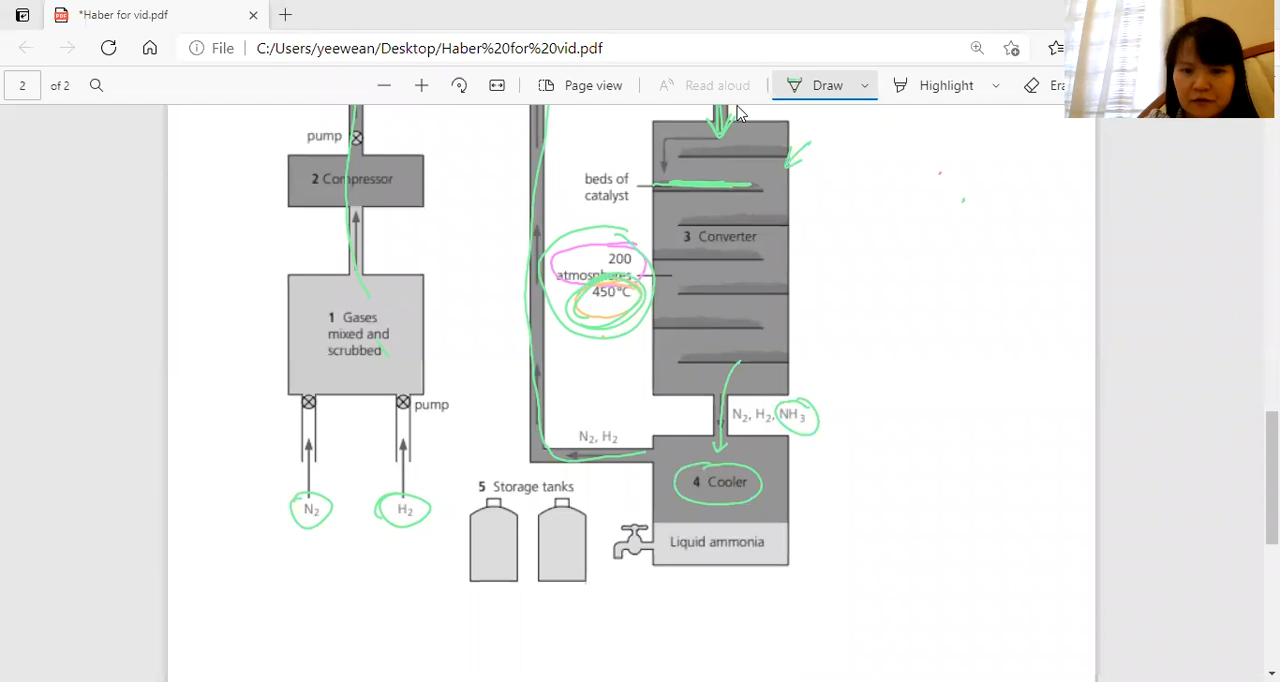 *Haber for vid.pdf
File
C:/Users/yeewean/Desktop/Haber%20for%20vid.pdf
2
of 2
Page view
Read aloud
Draw
Highlight
Era
pump
2 Compressor
beds of
catalyst
3 Converter
200
atmospheres
450°C
1 Gases
mixed and
scrubbed
pump
N2, H2, NH3
N2, H2
4 Cooler
5 Storage tanks
N2
H2
Liquid ammonia